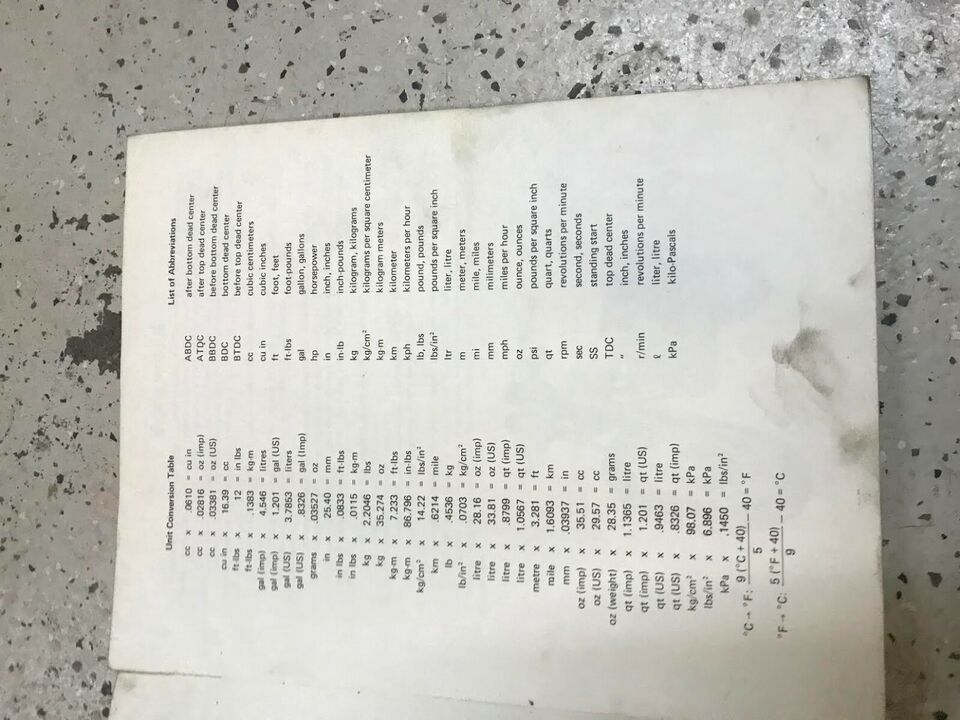 Unit Conversion Table
cc x .0610 = cu in
cc x .02816 = oz (imp)
cc x .03381 = oz (US)
cu in x 16.39 = cc
ft-lbs x 12 = in lbs
ft-lbs x .1383 = kg-m
gal (imp) x 4.546 = litres
gal (imp) x 1.201 = gal (US)
gal (US) x 3.7853 = liters
gal (US) x .8326 = gal (Imp)
grams x .03527 = oz
in x 25.40 = mm
in lbs x .0833 = ft-lbs
in lbs x .0115 = kg-m
kg x 2.2046 = lbs
kg x 35.274 = oz
kg-m x 7.233 = ft-lbs
kg-m x 86.796 = in-lbs
kg/cm² x 14.22 = lbs/in²
km x .6214 = mile
lb x .4536 = kg
lb/in² x .0703 = kg/cm²
litre x 28.16 = oz (imp)
litre x 33.81 = oz (US)
litre x .8799 = qt (imp)
litre x 1.0567 = qt (US)
metre x 3.281 = ft
mile x 1.6093 = km
mm x .03937 = in
oz (imp) x 35.51 = cc
oz (US) x 29.57 = cc
oz (weight) x 28.35 = grams
qt (imp) x 1.1365 = litre
qt (imp) x 1.201 = qt (US)
qt (US) x .9463 = litre
qt (US) x .8326 = qt (imp)
kg/cm² x 98.07 = kPa
lbs/in² x 6.896 = kPa
kPa x .1450 = lbs/in²
°C → °F: 9 (°C + 40) / 5 — 40 = °F
°F → °C: 5 (°F + 40) / 9 — 40 = °C
List of Abbreviations
ABDC after bottom dead center
ATDC after top dead center
BBDC before bottom dead center
BDC bottom dead center
BTDC before top dead center
cc cubic centimeters
cu in cubic inches
ft foot, feet
ft-lbs foot-pounds
gal gallon, gallons
hp horsepower
in inch, inches
in-lb inch-pounds
kg kilogram, kilograms
kg/cm² kilograms per square centimeter
kg-m kilogram meters
km kilometer
kph kilometers per hour
lb, lbs pound, pounds
lbs/in² pounds per square inch
ltr liter, litre
m meter, meters
mi mile, miles
mm milimeters
mph miles per hour
oz ounce, ounces
psi pounds per square inch
qt quart, quarts
rpm revolutions per minute
sec second, seconds
SS standing start
TDC top dead center
" inch, inches
r/min revolutions per minute
ℓ liter, litre
kPa kilo-Pascals